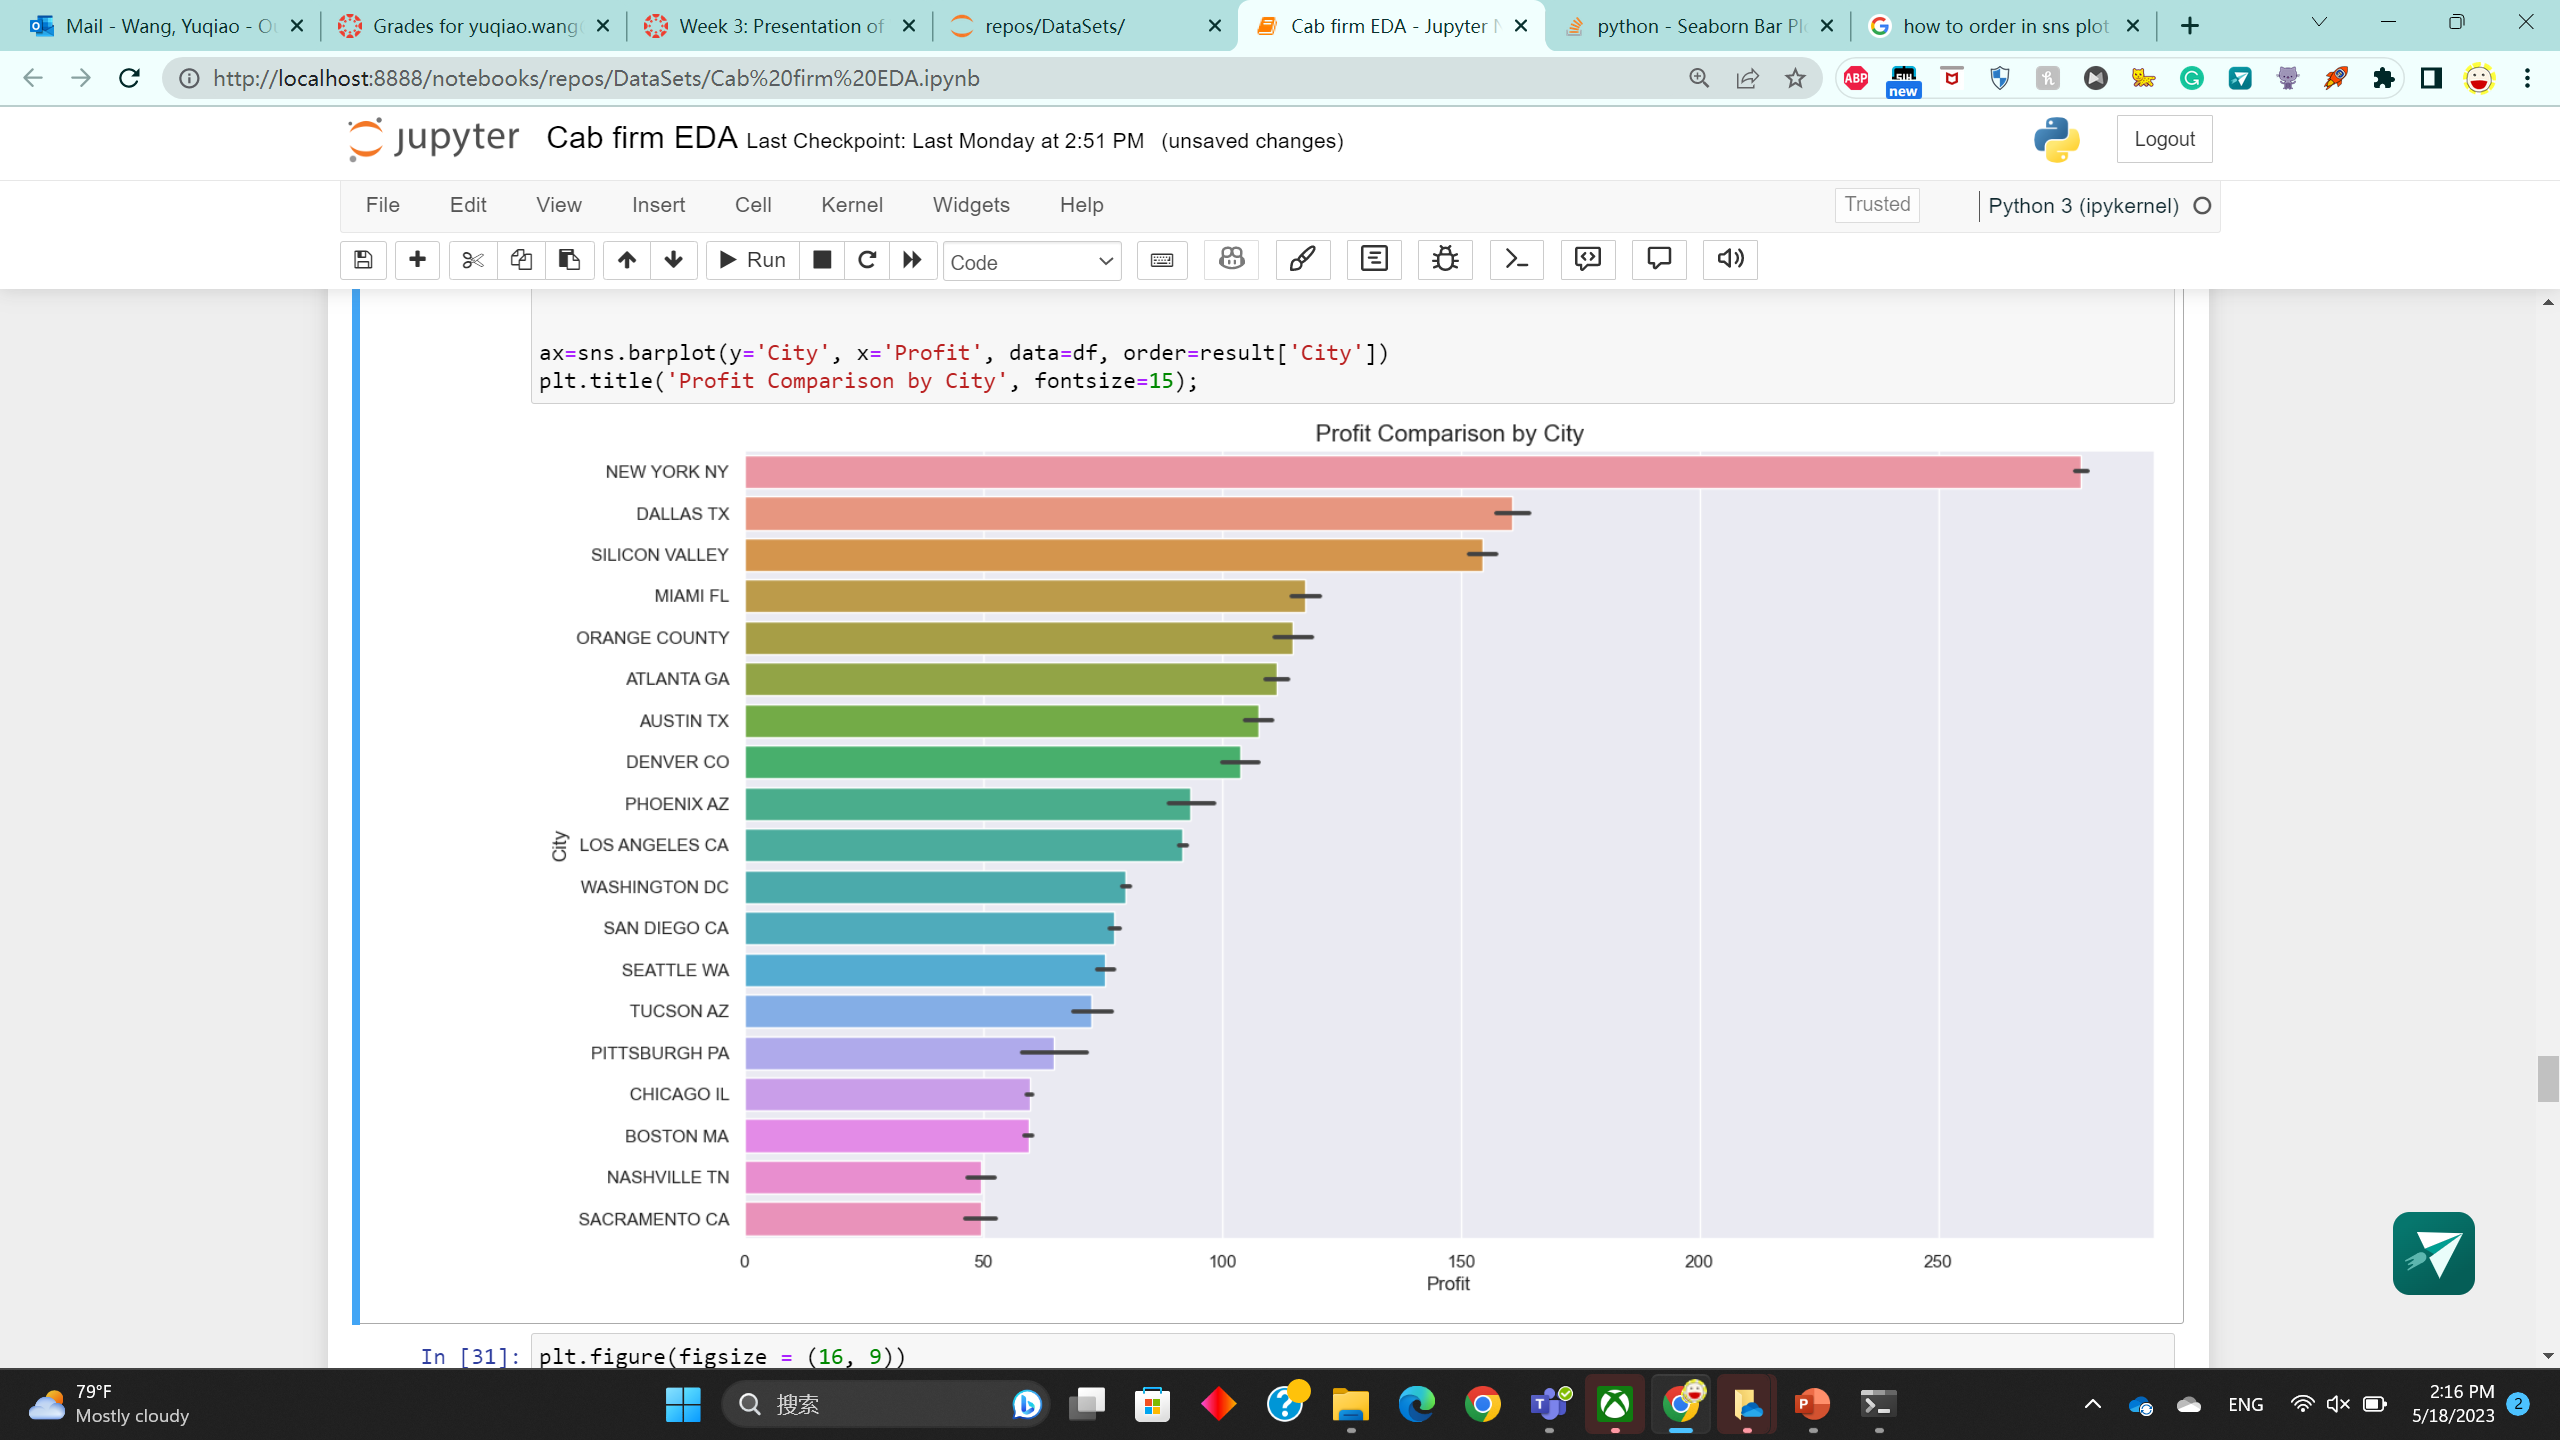 Mail - Wang, Yuqiao - O
Grades for yuqiao.wang
Week 3: Presentation of
repos/DataSets/
Cab firm EDA - Jupyter N
python - Seaborn Bar Pl
how to order in sns plot
http://localhost:8888/notebooks/repos/DataSets/Cab%20firm%20EDA.ipynb
ABP
new
jupyter Cab firm EDA Last Checkpoint: Last Monday at 2:51 PM (unsaved changes)
Logout
File Edit View Insert Cell Kernel Widgets Help
Trusted
Python 3 (ipykernel)
Run
Code
ax=sns.barplot(y='City', x='Profit', data=df, order=result['City'])
plt.title('Profit Comparison by City', fontsize=15);
Profit Comparison by City
NEW YORK NY
DALLAS TX
SILICON VALLEY
MIAMI FL
ORANGE COUNTY
ATLANTA GA
AUSTIN TX
DENVER CO
PHOENIX AZ
City
LOS ANGELES CA
WASHINGTON DC
SAN DIEGO CA
SEATTLE WA
TUCSON AZ
PITTSBURGH PA
CHICAGO IL
BOSTON MA
NASHVILLE TN
SACRAMENTO CA
0 50 100 150 200 250
Profit
In [31]: plt.figure(figsize = (16, 9))
79°F
Mostly cloudy
搜索
ENG
2:16 PM
5/18/2023
2